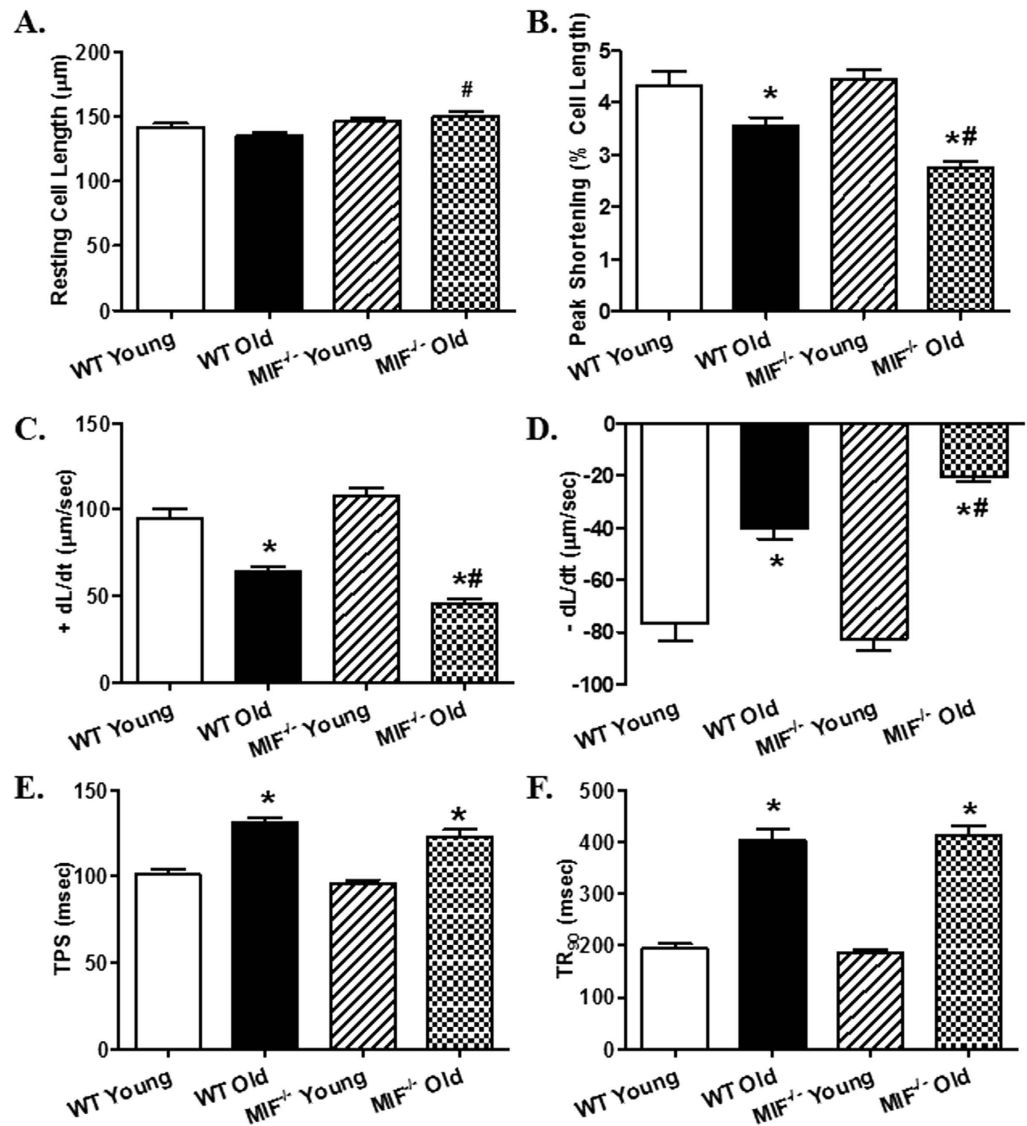 A.
Resting Cell Length (µm)
200
150
100
50
0
#
WT Young
WT Old
MIF-/- Young
MIF-/- Old
B.
Peak Shortening (% Cell Length)
5
4
3
2
1
0
*
*#
WT Young
WT Old
MIF-/- Young
MIF-/- Old
C.
+ dL/dt (µm/sec)
150
100
50
0
*
*#
WT Young
WT Old
MIF-/- Young
MIF-/- Old
D.
- dL/dt (µm/sec)
0
-20
-40
-60
-80
-100
*
*#
WT Young
WT Old
MIF-/- Young
MIF-/- Old
E.
TPS (msec)
150
100
50
0
*
*
WT Young
WT Old
MIF-/- Young
MIF-/- Old
F.
TR90 (msec)
500
400
300
200
100
0
*
*
WT Young
WT Old
MIF-/- Young
MIF-/- Old